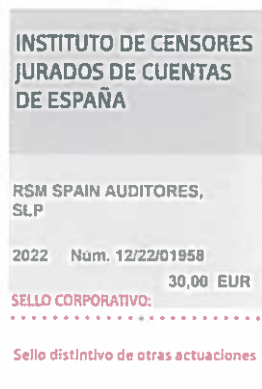 INSTITUTO DE CENSORES
JURADOS DE CUENTAS
DE ESPAÑA
RSM SPAIN AUDITORES,
SLP
2022 Núm. 12/22/01958
30,00 EUR
SELLO CORPORATIVO:
Sello distintivo de otras actuaciones